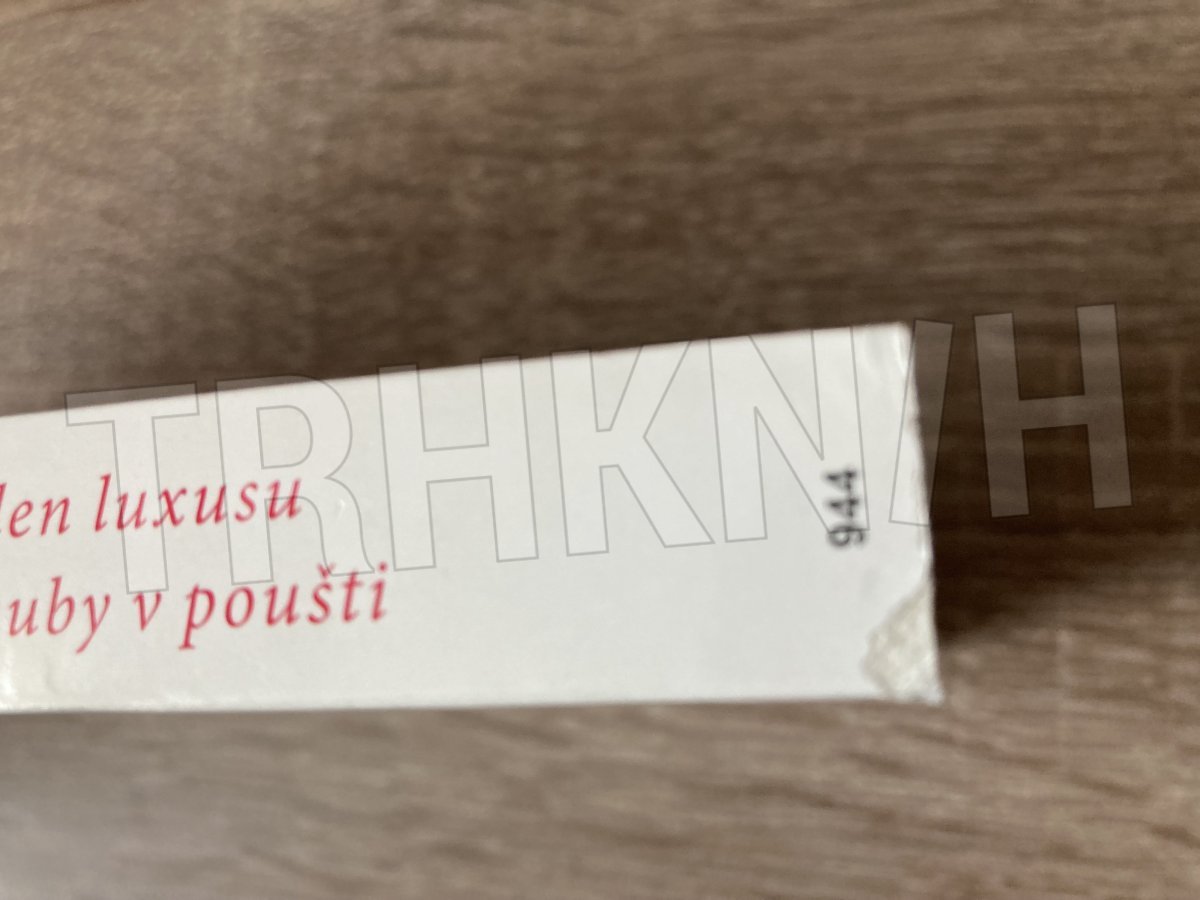 len luxusu
uby v poušti
944
TRHKNIH